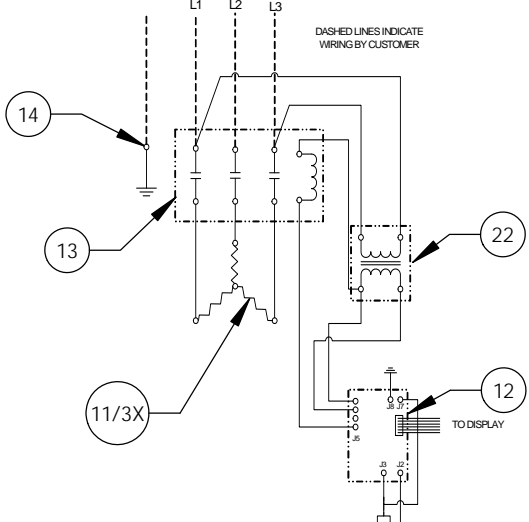 L1 L2 L3
DASHED LINES INDICATE
WIRING BY CUSTOMER
14
13
22
11/3X
12
J8 J7
TO DISPLAY
J5
J3 J2